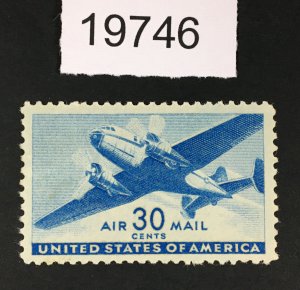 19746
AIR 30 MAIL
CENTS
UNITED STATES OF AMERICA